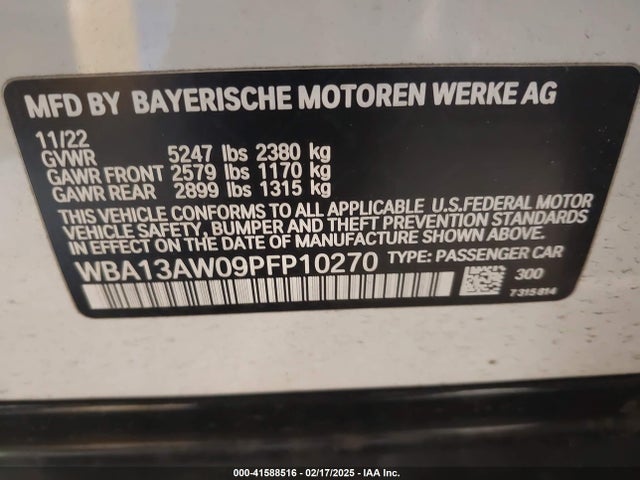 MFD BY BAYERISCHE MOTOREN WERKE AG
11/22
GVWR 5247 lbs 2380 kg
GAWR FRONT 2579 lbs 1170 kg
GAWR REAR 2899 lbs 1315 kg
THIS VEHICLE CONFORMS TO ALL APPLICABLE U.S.FEDERAL MOTOR
VEHICLE SAFETY, BUMPER AND THEFT PREVENTION STANDARDS
IN EFFECT ON THE DATE OF MANUFACTURE SHOWN ABOVE.
WBA13AW09PFP10270 TYPE: PASSENGER CAR
300
7315814
000-41588516 - 02/17/2025 - IAA Inc.